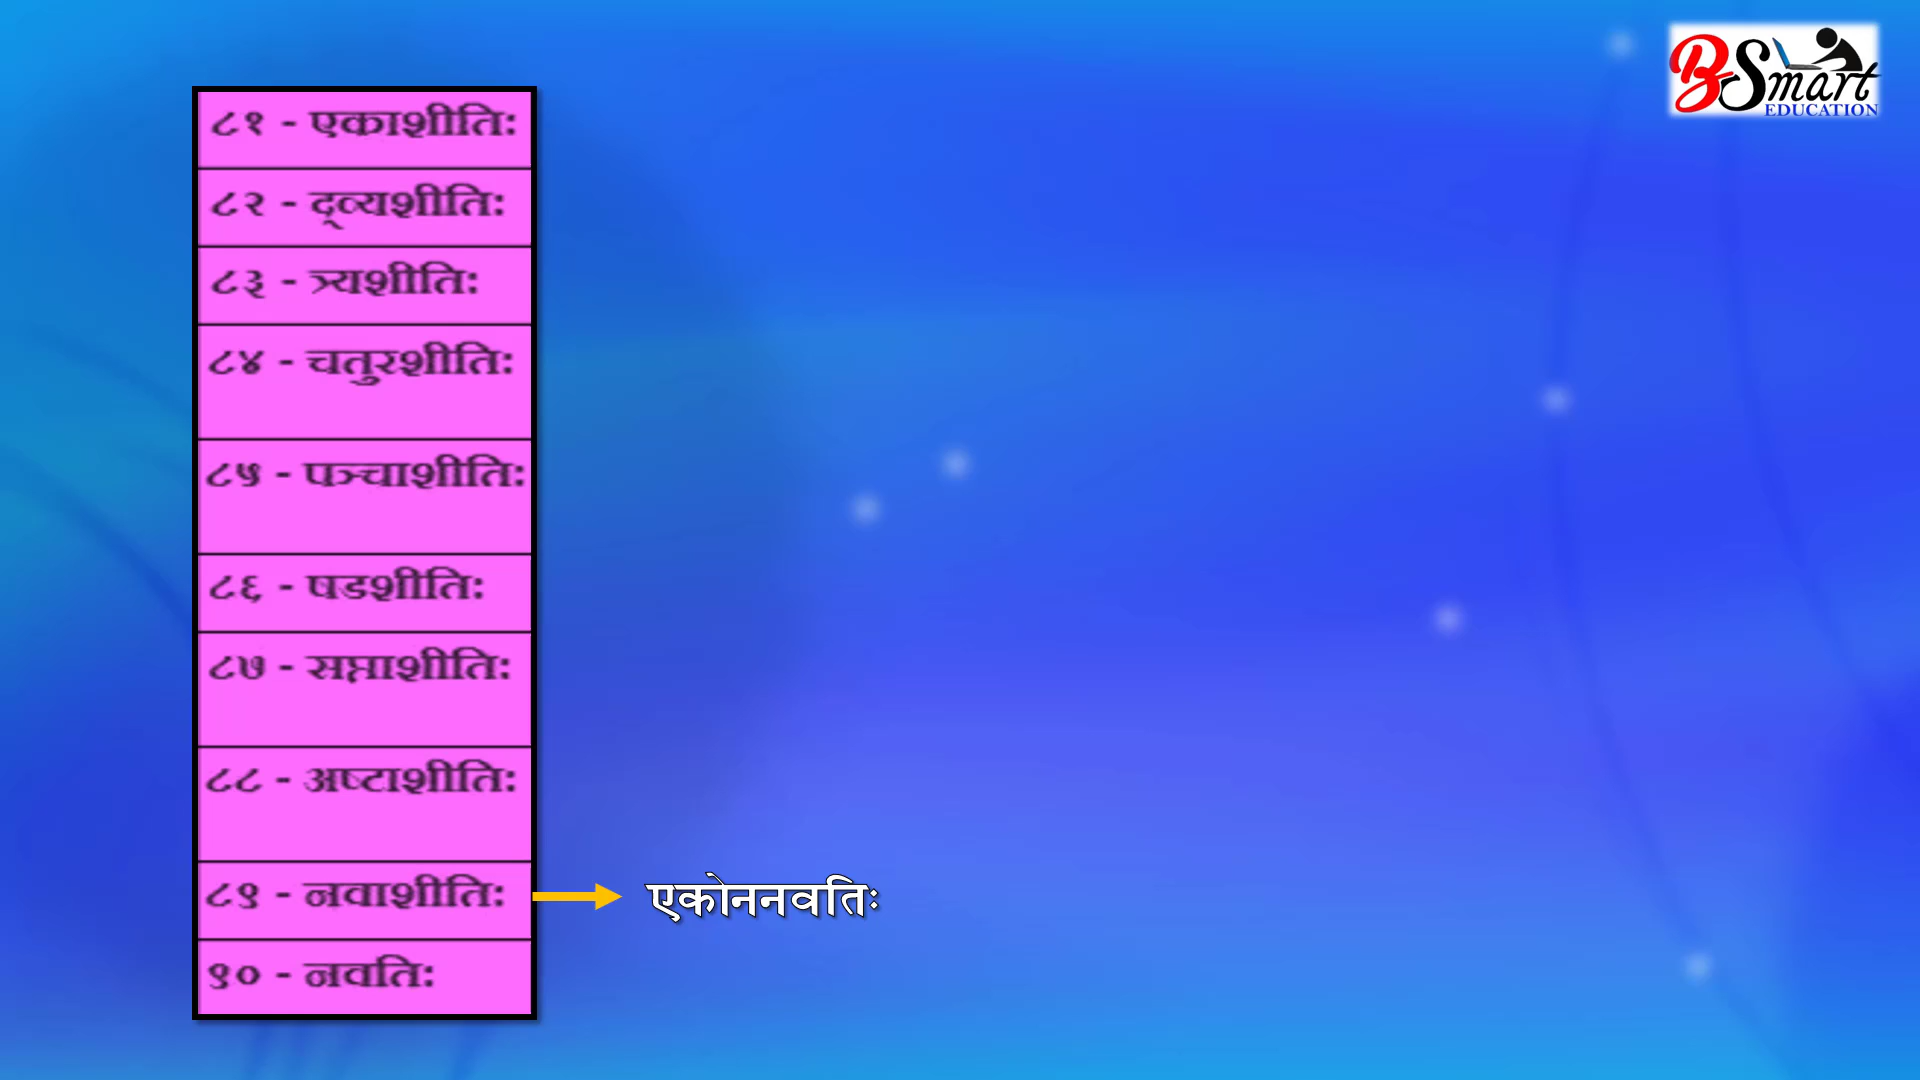 BSmart
EDUCATION
८१ - एकाशीतिः
८२ - द्व्यशीतिः
८३ - त्र्यशीतिः
८४ - चतुरशीतिः
८५ - पञ्चाशीतिः
८६ - षडशीतिः
८७ - सप्ताशीतिः
८८ - अष्टाशीतिः
८९ - नवाशीतिः
एकोननवतिः
९० - नवतिः